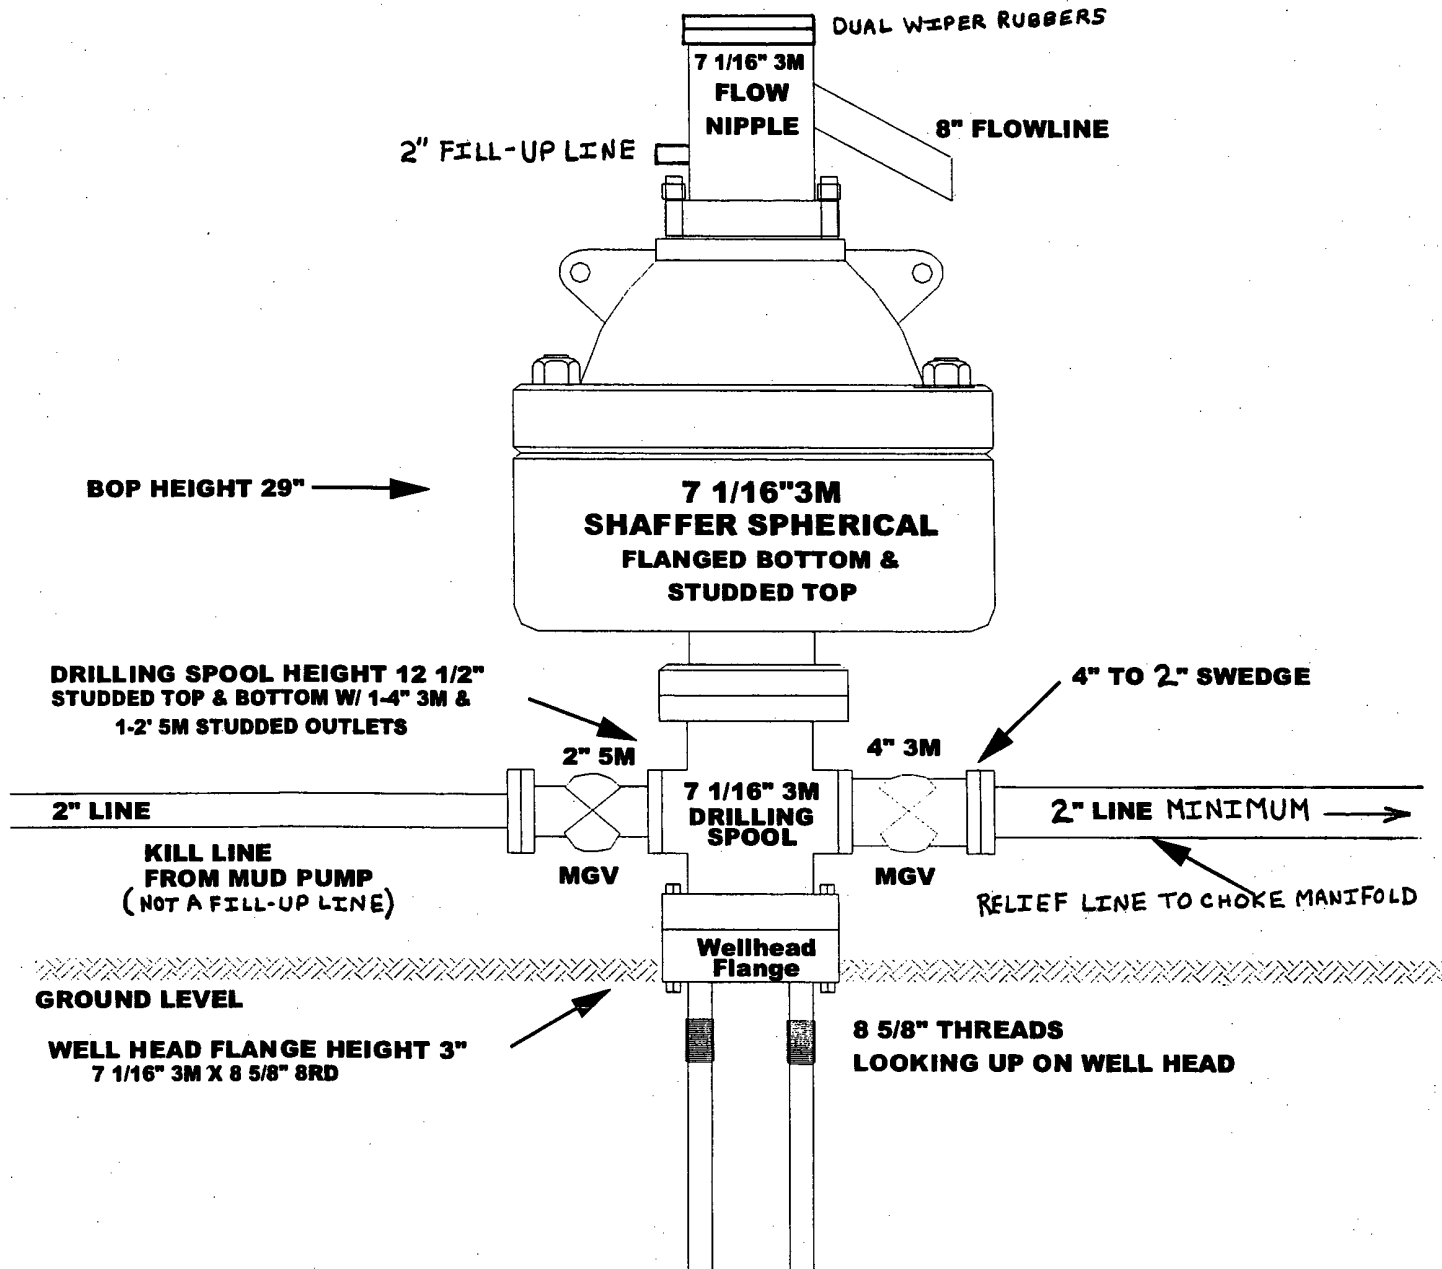 DUAL WIPER RUBBERS
7 1/16" 3M
FLOW
NIPPLE
8" FLOWLINE
2" FILL-UP LINE
BOP HEIGHT 29"
7 1/16"3M
SHAFFER SPHERICAL
FLANGED BOTTOM &
STUDDED TOP
DRILLING SPOOL HEIGHT 12 1/2"
STUDDED TOP & BOTTOM W/ 1-4" 3M &
1-2' 5M STUDDED OUTLETS
4" TO 2" SWEDGE
2" 5M
4" 3M
2" LINE
7 1/16" 3M
DRILLING
SPOOL
2" LINE MINIMUM
KILL LINE
FROM MUD PUMP
(NOT A FILL-UP LINE)
MGV
MGV
RELIEF LINE TO CHOKE MANIFOLD
Wellhead
Flange
GROUND LEVEL
WELL HEAD FLANGE HEIGHT 3"
7 1/16" 3M X 8 5/8" 8RD
8 5/8" THREADS
LOOKING UP ON WELL HEAD